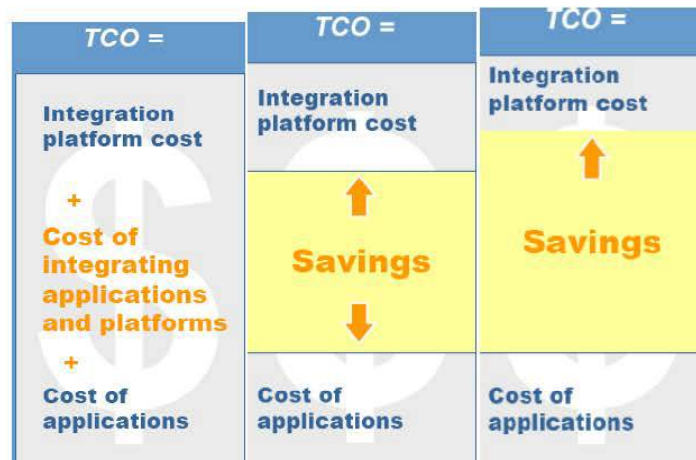 TCO =
Integration
platform cost
+
Cost of
integrating
applications
and platforms
+
Cost of
applications
TCO =
Integration
platform cost
Savings
Cost of
applications
TCO =
Integration
platform cost
Savings
Cost of
applications